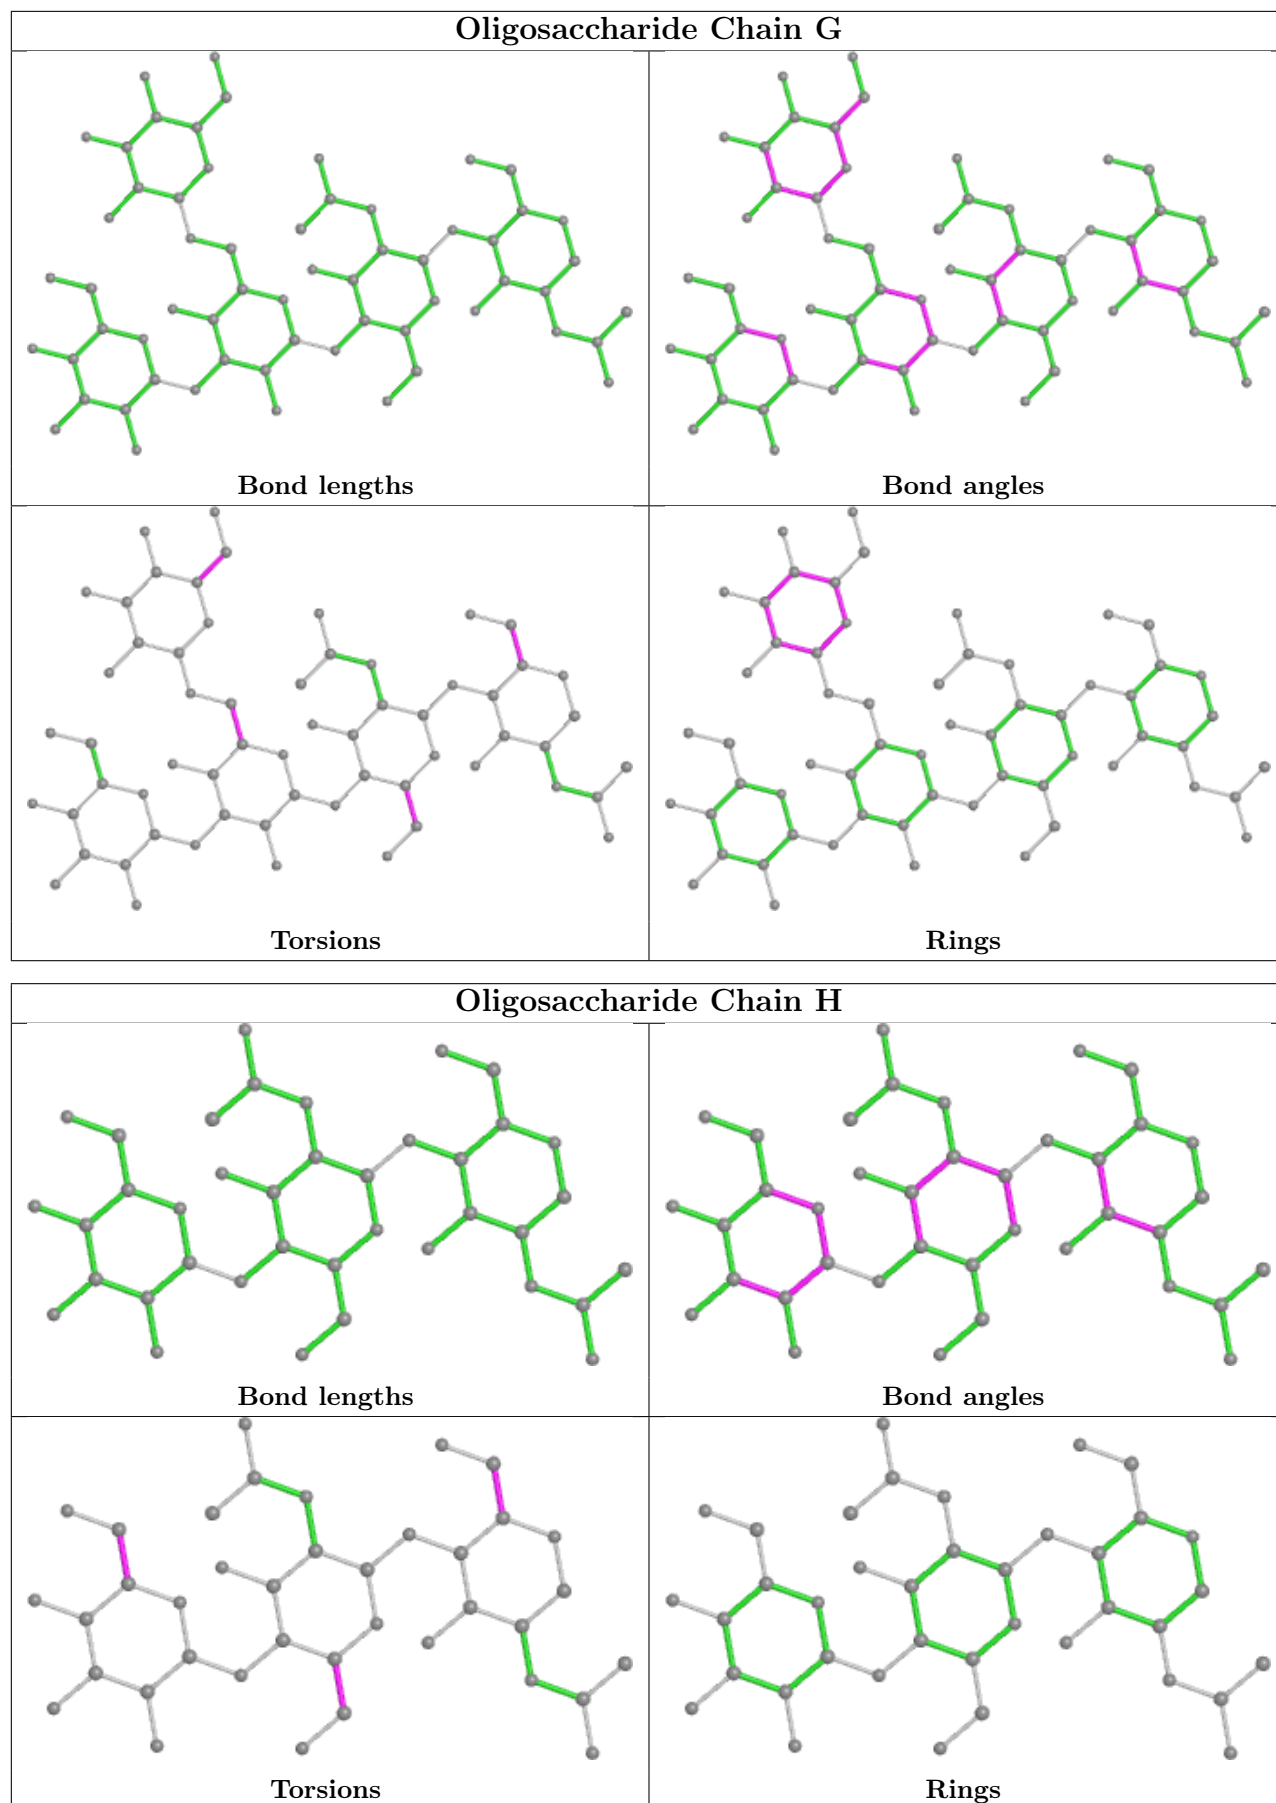 Oligosaccharide Chain G
Bond lengths
Bond angles
Torsions
Rings
Oligosaccharide Chain H
Bond lengths
Bond angles
Torsions
Rings